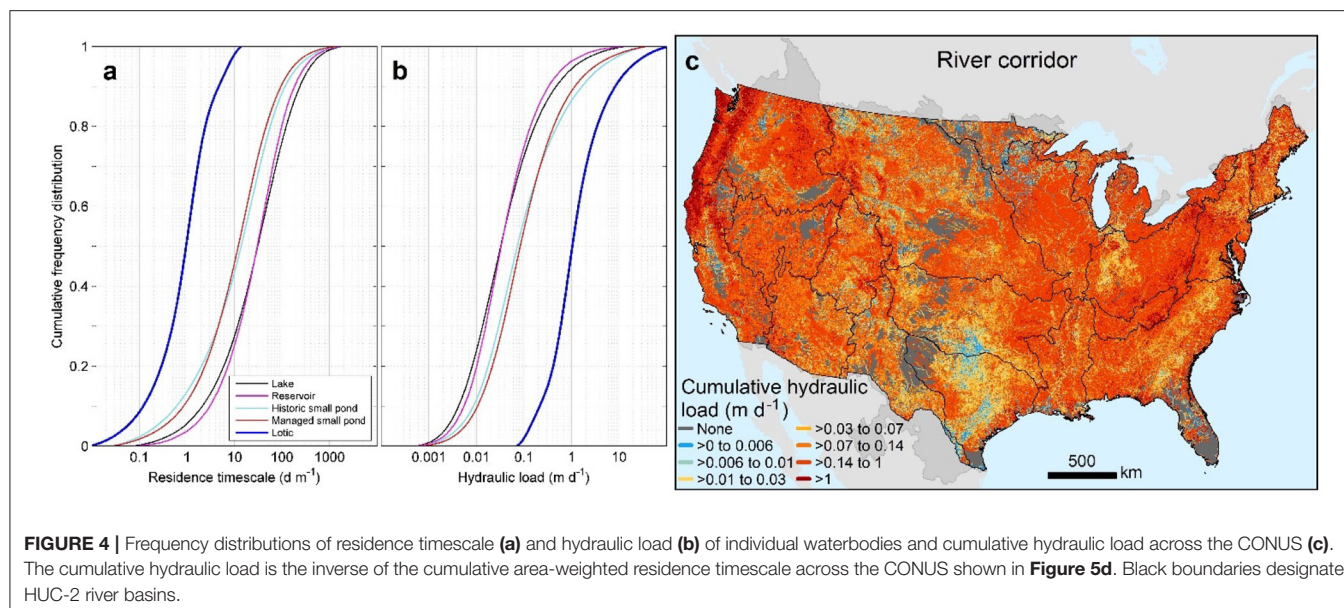 a
1
0.8
0.6
0.4
0.2
0
Cumulative frequency distribution
0.1 1 10 100 1000
Residence timescale (d m⁻¹)
Lake
Reservoir
Historic small pond
Managed small pond
Lotic
b
0.001 0.01 0.1 1 10
Hydraulic load (m d⁻¹)
c
River corridor
Cumulative hydraulic
load (m d⁻¹)
None
>0 to 0.006
>0.006 to 0.01
>0.01 to 0.03
>0.03 to 0.07
>0.07 to 0.14
>0.14 to 1
>1
500
km
FIGURE 4 | Frequency distributions of residence timescale (a) and hydraulic load (b) of individual waterbodies and cumulative hydraulic load across the CONUS (c).
The cumulative hydraulic load is the inverse of the cumulative area-weighted residence timescale across the CONUS shown in Figure 5d. Black boundaries designate
HUC-2 river basins.